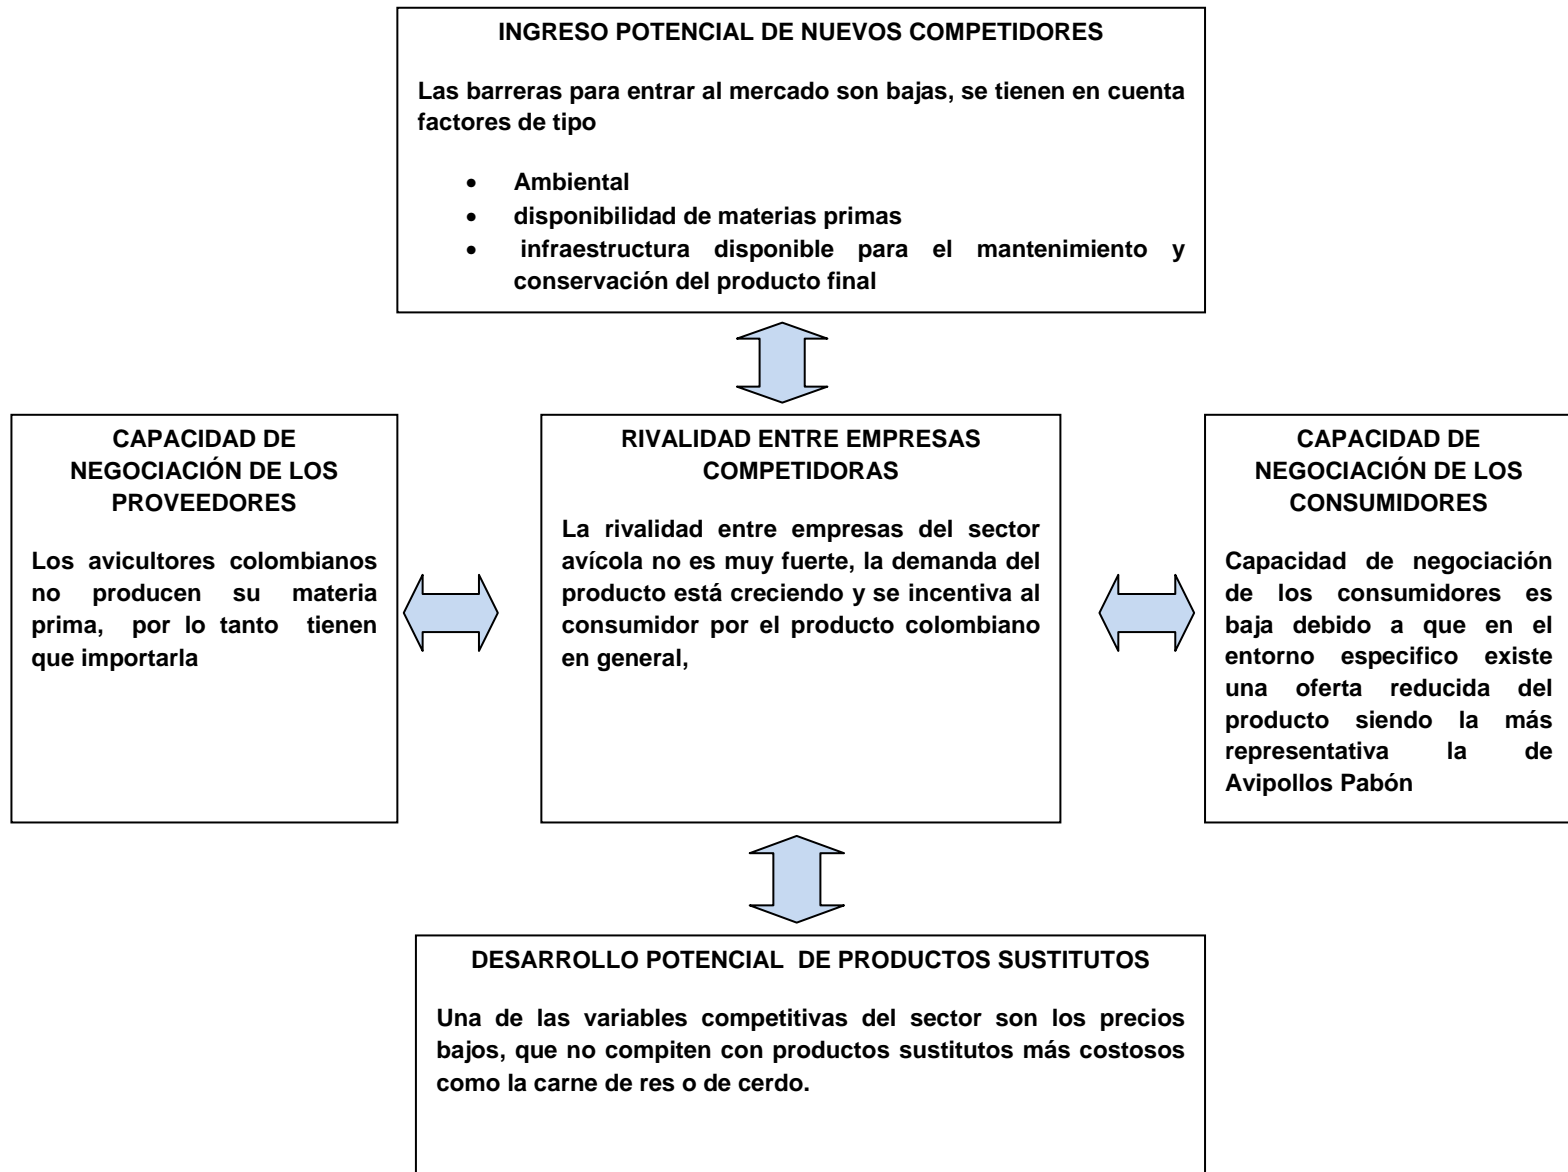 INGRESO POTENCIAL DE NUEVOS COMPETIDORES
Las barreras para entrar al mercado son bajas, se tienen en cuenta
factores de tipo
• Ambiental
• disponibilidad de materias primas
• infraestructura disponible para el mantenimiento y
conservación del producto final
CAPACIDAD DE
NEGOCIACIÓN DE LOS
PROVEEDORES
Los avicultores colombianos
no producen su materia
prima, por lo tanto tienen
que importarla
RIVALIDAD ENTRE EMPRESAS
COMPETIDORAS
La rivalidad entre empresas del sector
avícola no es muy fuerte, la demanda del
producto está creciendo y se incentiva al
consumidor por el producto colombiano
en general,
CAPACIDAD DE
NEGOCIACIÓN DE LOS
CONSUMIDORES
Capacidad de negociación
de los consumidores es
baja debido a que en el
entorno especifico existe
una oferta reducida del
producto siendo la más
representativa la de
Avipollos Pabón
DESARROLLO POTENCIAL DE PRODUCTOS SUSTITUTOS
Una de las variables competitivas del sector son los precios
bajos, que no compiten con productos sustitutos más costosos
como la carne de res o de cerdo.